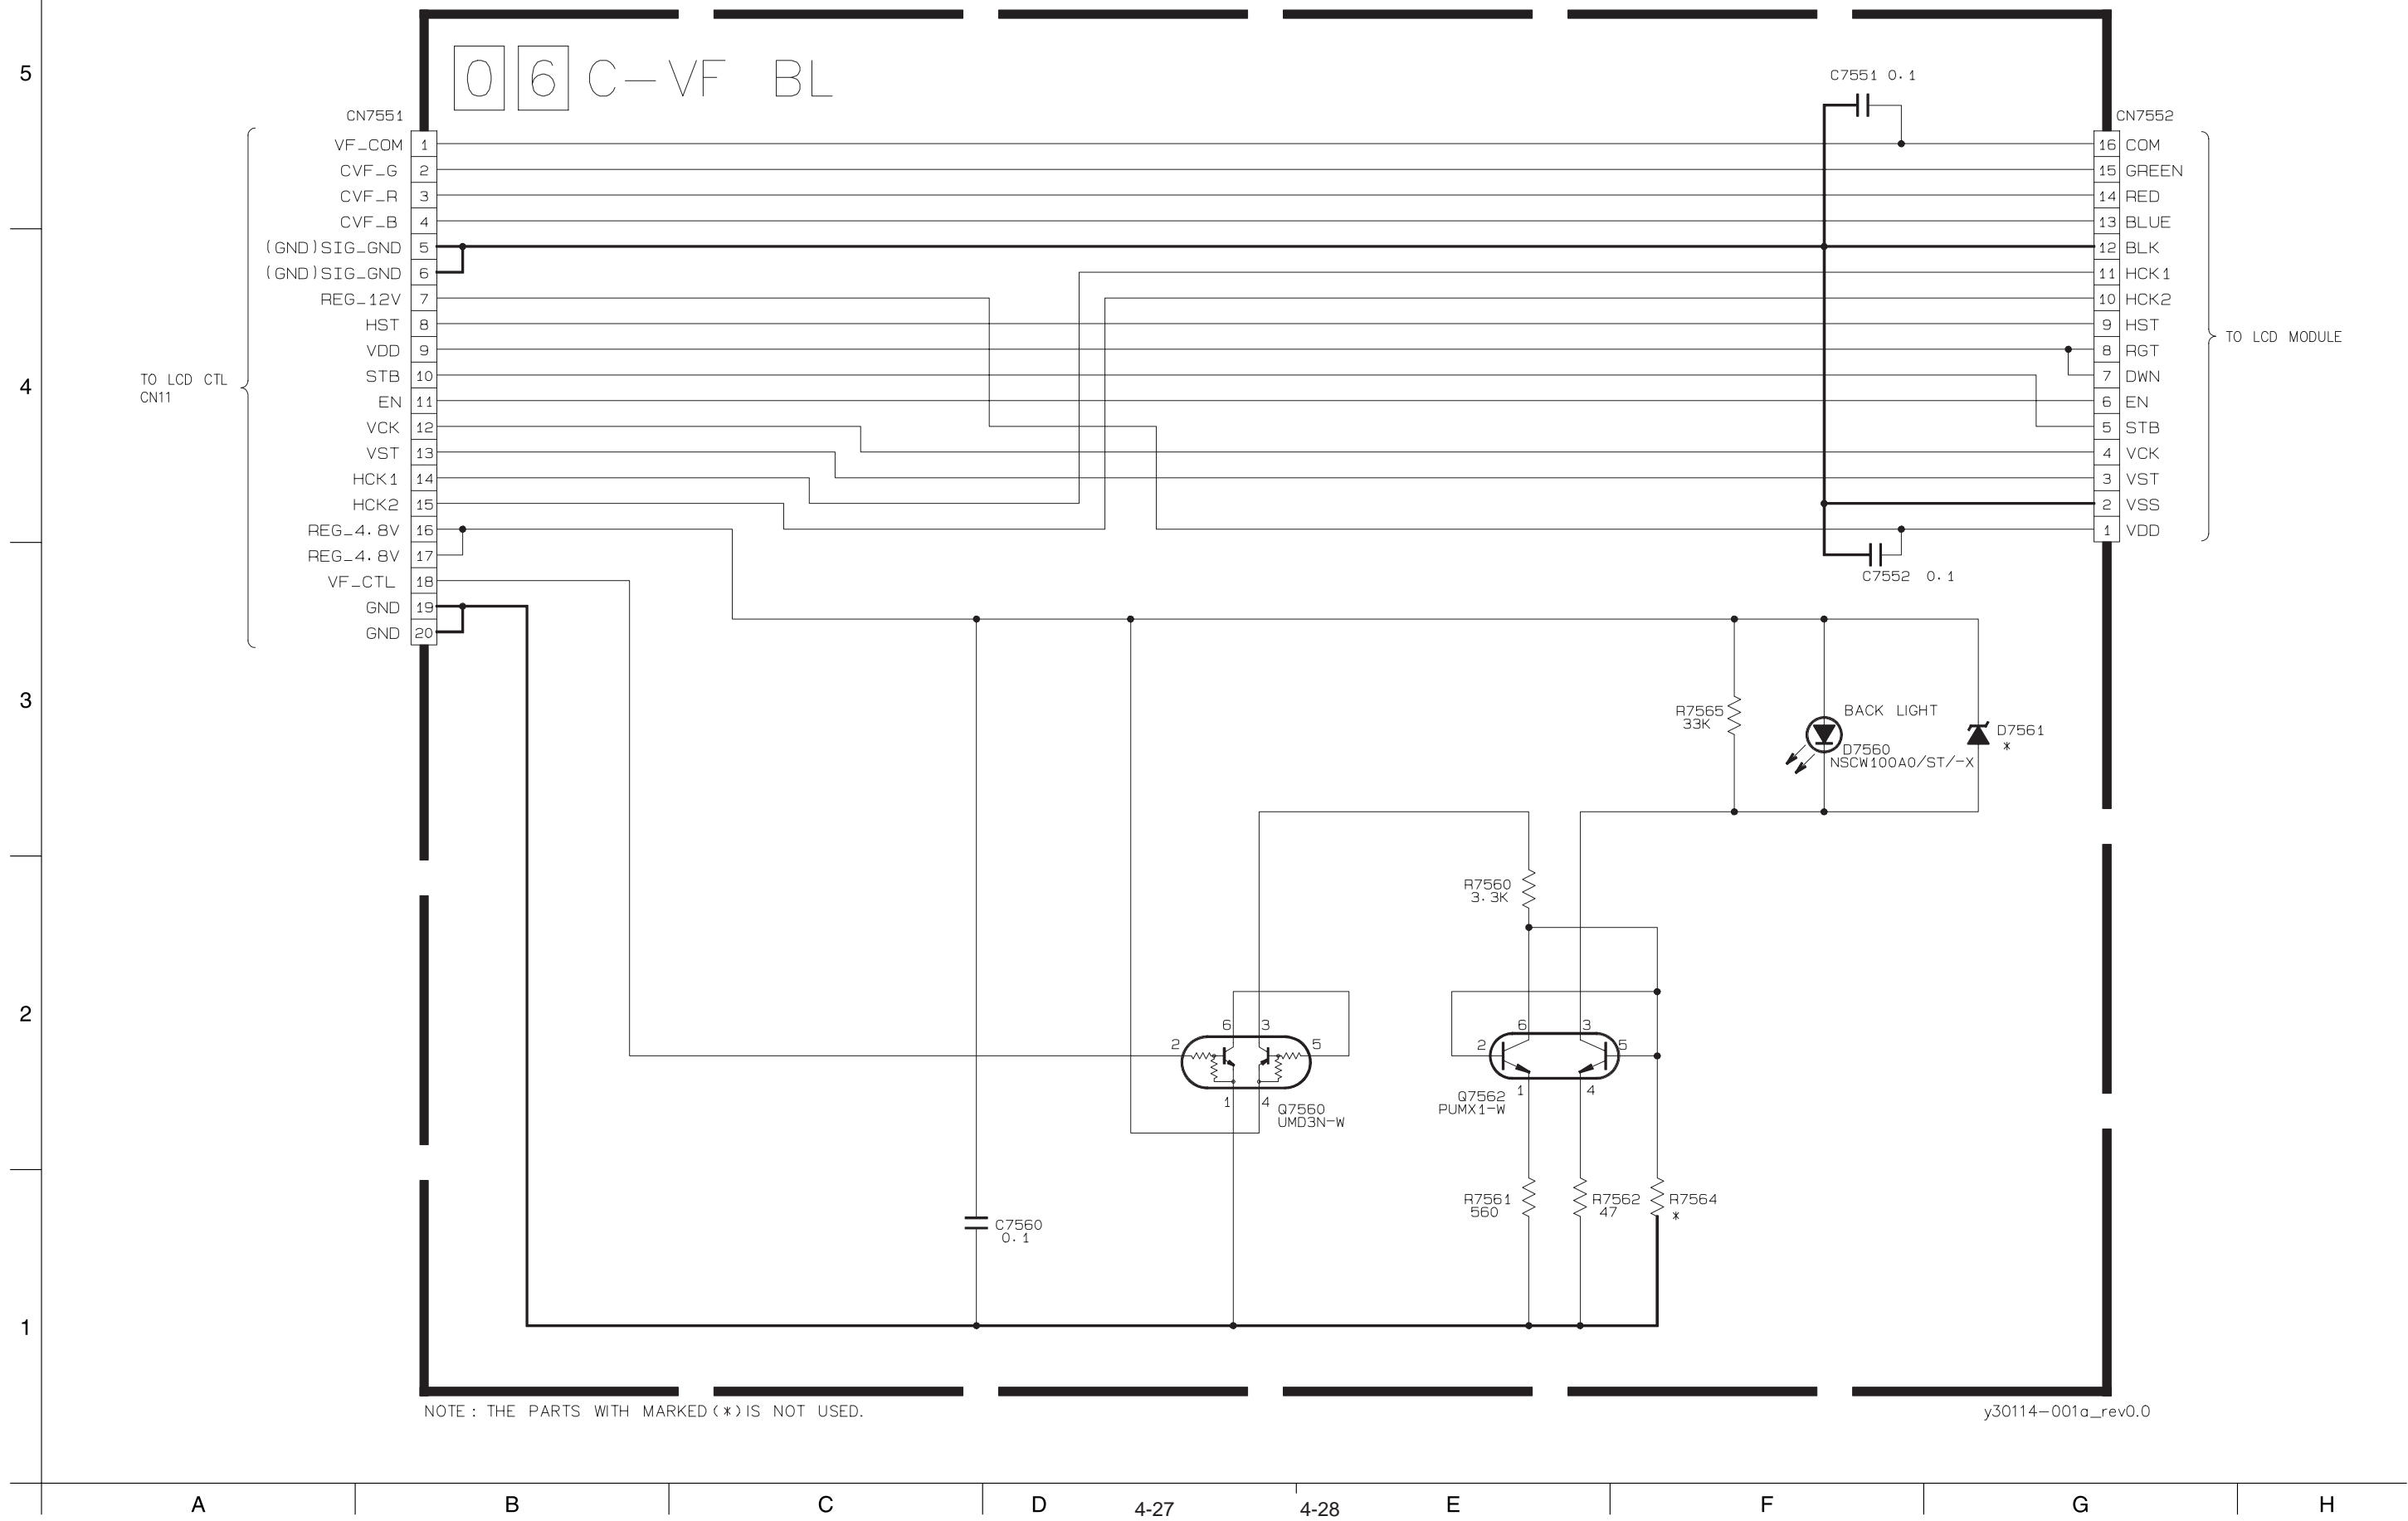 5
06 C-VF BL
C7551 0.1
CN7551
CN7552
VF_COM 1
16 COM
CVF_G 2
15 GREEN
CVF_R 3
14 RED
CVF_B 4
13 BLUE
(GND)SIG_GND 5
12 BLK
(GND)SIG_GND 6
11 HCK1
REG_12V 7
10 HCK2
HST 8
9 HST
TO LCD MODULE
VDD 9
8 RGT
4
TO LCD CTL
CN11
STB 10
7 DWN
EN 11
6 EN
VCK 12
5 STB
VST 13
4 VCK
HCK1 14
3 VST
HCK2 15
2 VSS
REG_4.8V 16
1 VDD
REG_4.8V 17
C7552 0.1
VF_CTL 18
GND 19
GND 20
3
R7565
33K
BACK LIGHT
D7560
NSCW100A0/ST/-X
D7561
*
R7560
3.3K
2
6
3
2
5
1
4
Q7560
UMD3N-W
6
3
2
5
1
4
Q7562
PUMX1-W
R7561
560
R7562
47
R7564
*
C7560
0.1
1
NOTE: THE PARTS WITH MARKED(*)IS NOT USED.
y30114-001a_rev0.0
A
B
C
D
4-27
4-28
E
F
G
H